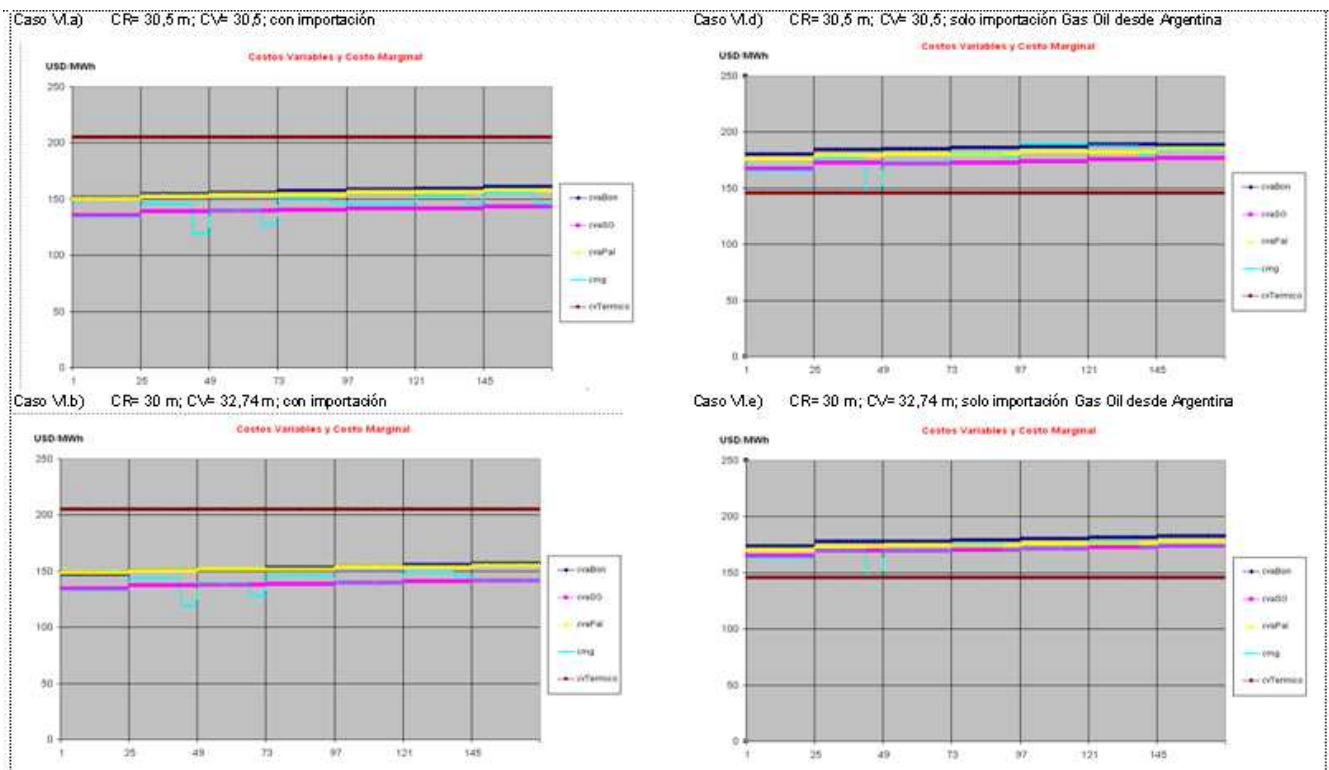 Caso VI.a) CR= 30,5 m; CV= 30,5; con importación
Costos Variables y Costo Marginal
USD/MWh
250
200
150
100
50
0
1 25 49 73 97 121 145
cvaBon
cvaSG
cvaPal
cmg
cvTermico
Caso VI.d) CR= 30,5 m; CV= 30,5; solo importación Gas Oil desde Argentina
Costos Variables y Costo Marginal
USD/MWh
250
200
150
100
50
0
1 25 49 73 97 121 145
cvaBon
cvaSG
cvaPal
cmg
cvTermico
Caso VI.b) CR= 30 m; CV= 32,74 m; con importación
Costos Variables y Costo Marginal
USD/MWh
250
200
150
100
50
0
1 25 49 73 97 121 145
cvaBon
cvaSG
cvaPal
cmg
cvTermico
Caso VI.e) CR= 30 m; CV= 32,74 m; solo importación Gas Oil desde Argentina
Costos Variables y Costo Marginal
USD/MWh
250
200
150
100
50
0
1 25 49 73 97 121 145
cvaBon
cvaSG
cvaPal
cmg
cvTermico